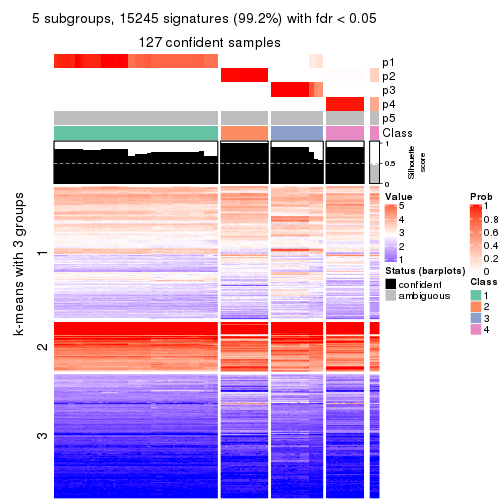 5 subgroups, 15245 signatures (99.2%) with fdr < 0.05
127 confident samples
p1
p2
p3
p4
p5
Class
1
0.5
0
Silhouette
score
k-means with 3 groups
1
2
3
Value
5
4
3
2
1
Status (barplots)
confident
ambiguous
Prob
1
0.8
0.6
0.4
0.2
0
Class
1
2
3
4